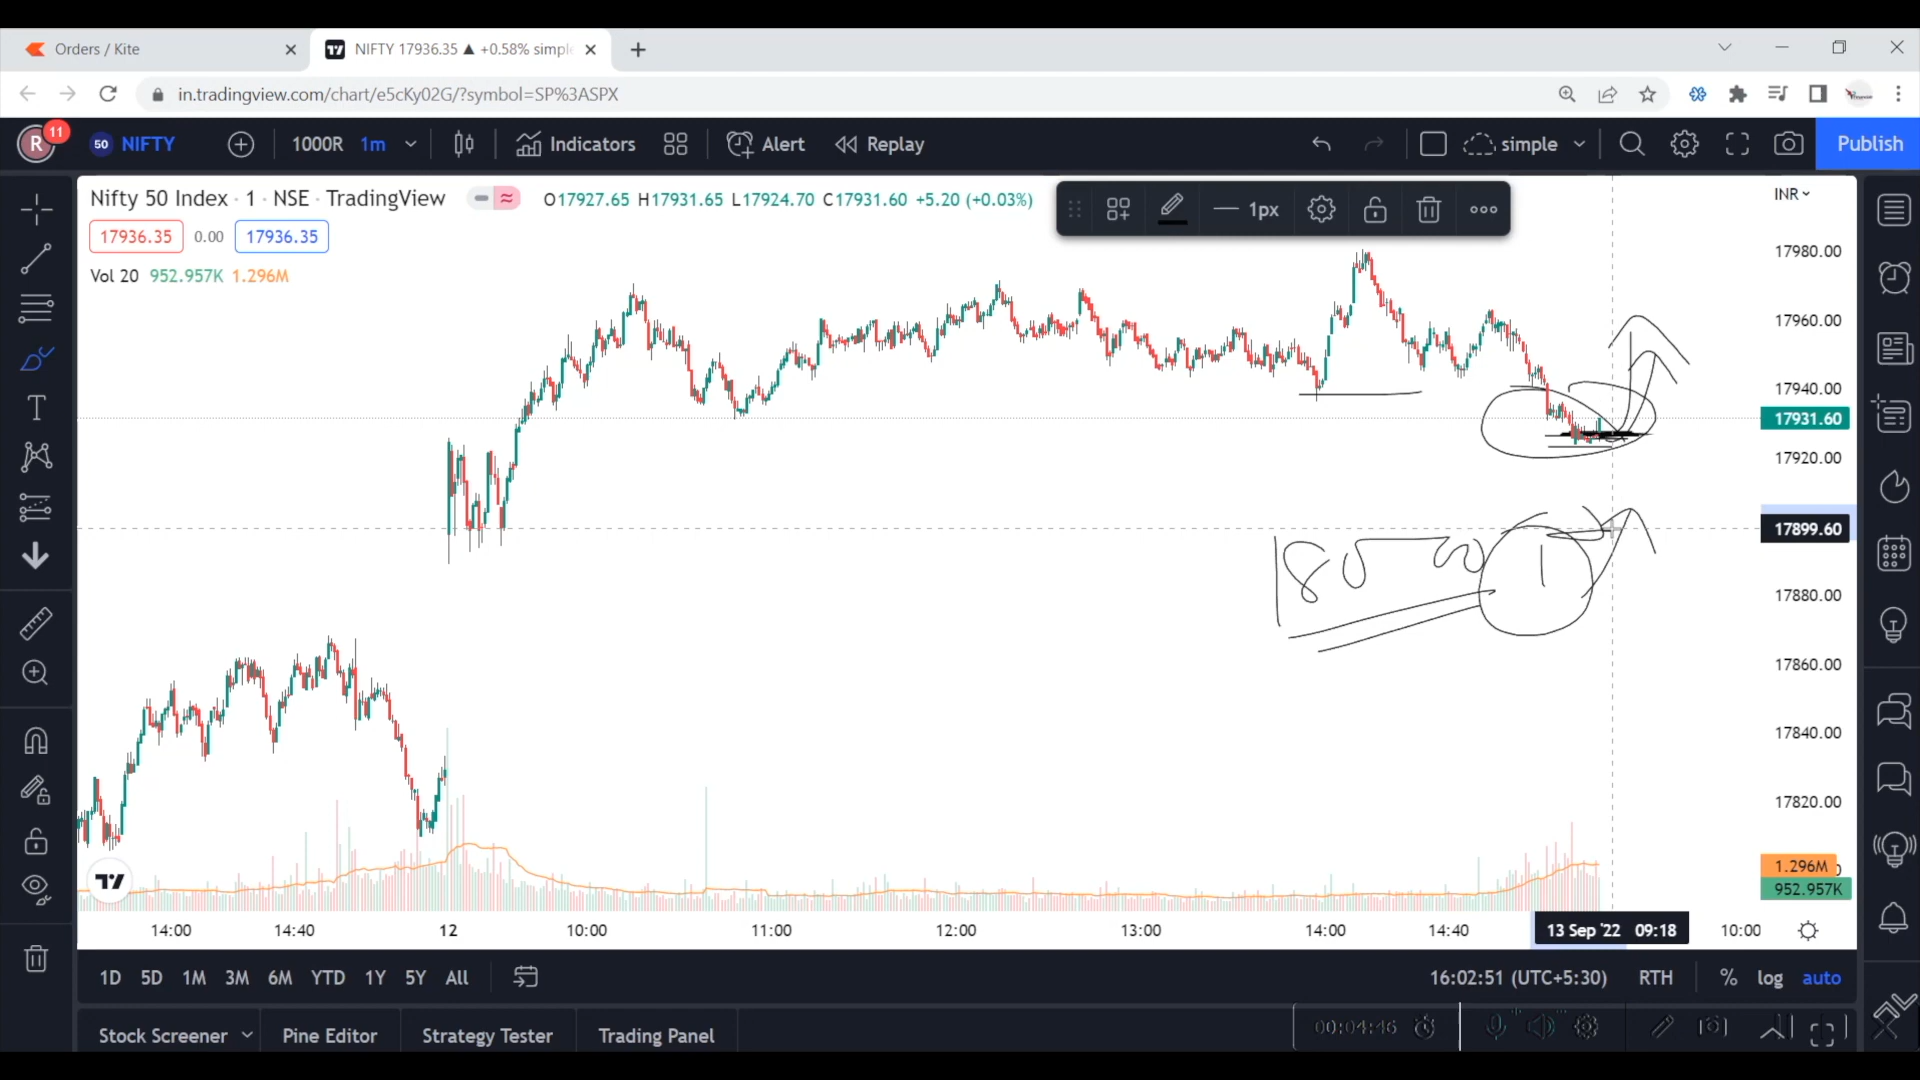 Orders / Kite
NIFTY 17936.35 ▲ +0.58% simple
in.tradingview.com/chart/e5cKy02G/?symbol=SP%3ASPX
R 11 50 NIFTY 1000R 1m Indicators Alert Replay simple Publish
Nifty 50 Index · 1 · NSE · TradingView O17927.65 H17931.65 L17924.70 C17931.60 +5.20 (+0.03%)
1px
INR
17936.35 0.00 17936.35
Vol 20 952.957K 1.296M
17980.00
17960.00
17940.00
17931.60
17920.00
17899.60
17880.00
17860.00
17840.00
17820.00
1.296M
952.957K
18000
1
14:00 14:40 12 10:00 11:00 12:00 13:00 14:00 14:40 13 Sep '22 09:18 10:00
1D 5D 1M 3M 6M YTD 1Y 5Y All 16:02:51 (UTC+5:30) RTH % log auto
Stock Screener Pine Editor Strategy Tester Trading Panel 00:04:46